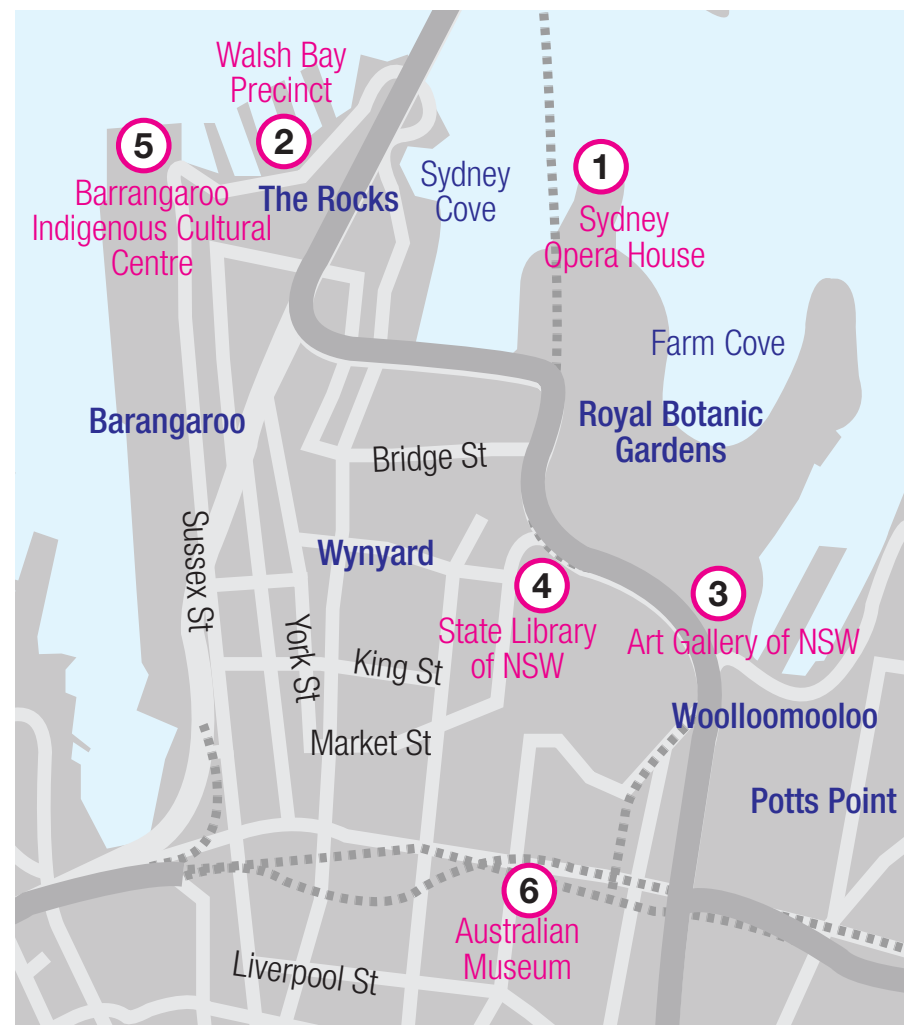 Walsh Bay
Precinct
5
2
1
Barrangaroo
Indigenous Cultural
Centre
The Rocks
Sydney
Cove
Sydney
Opera House
Farm Cove
Barangaroo
Royal Botanic
Gardens
Bridge St
Sussex St
Wynyard
4
State Library
of NSW
3
Art Gallery of NSW
York St
King St
Market St
Woolloomooloo
Potts Point
6
Australian
Museum
Liverpool St